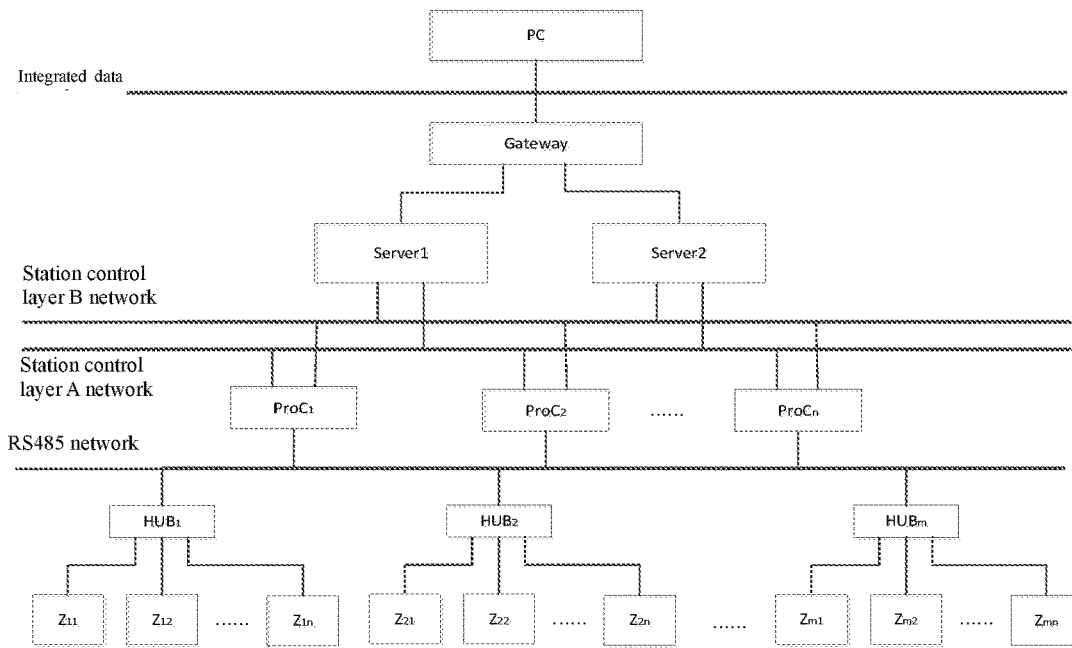 PC
Integrated data
Gateway
Server1
Server2
Station control
layer B network
Station control
layer A network
ProC₁
ProC₂
......
ProCₙ
RS485 network
HUB₁
HUB₂
HUBₘ
Z₁₁
Z₁₂
......
Z₁ₙ
Z₂₁
Z₂₂
......
Z₂ₙ
......
Zₘ₁
Zₘ₂
......
Zₘₙ